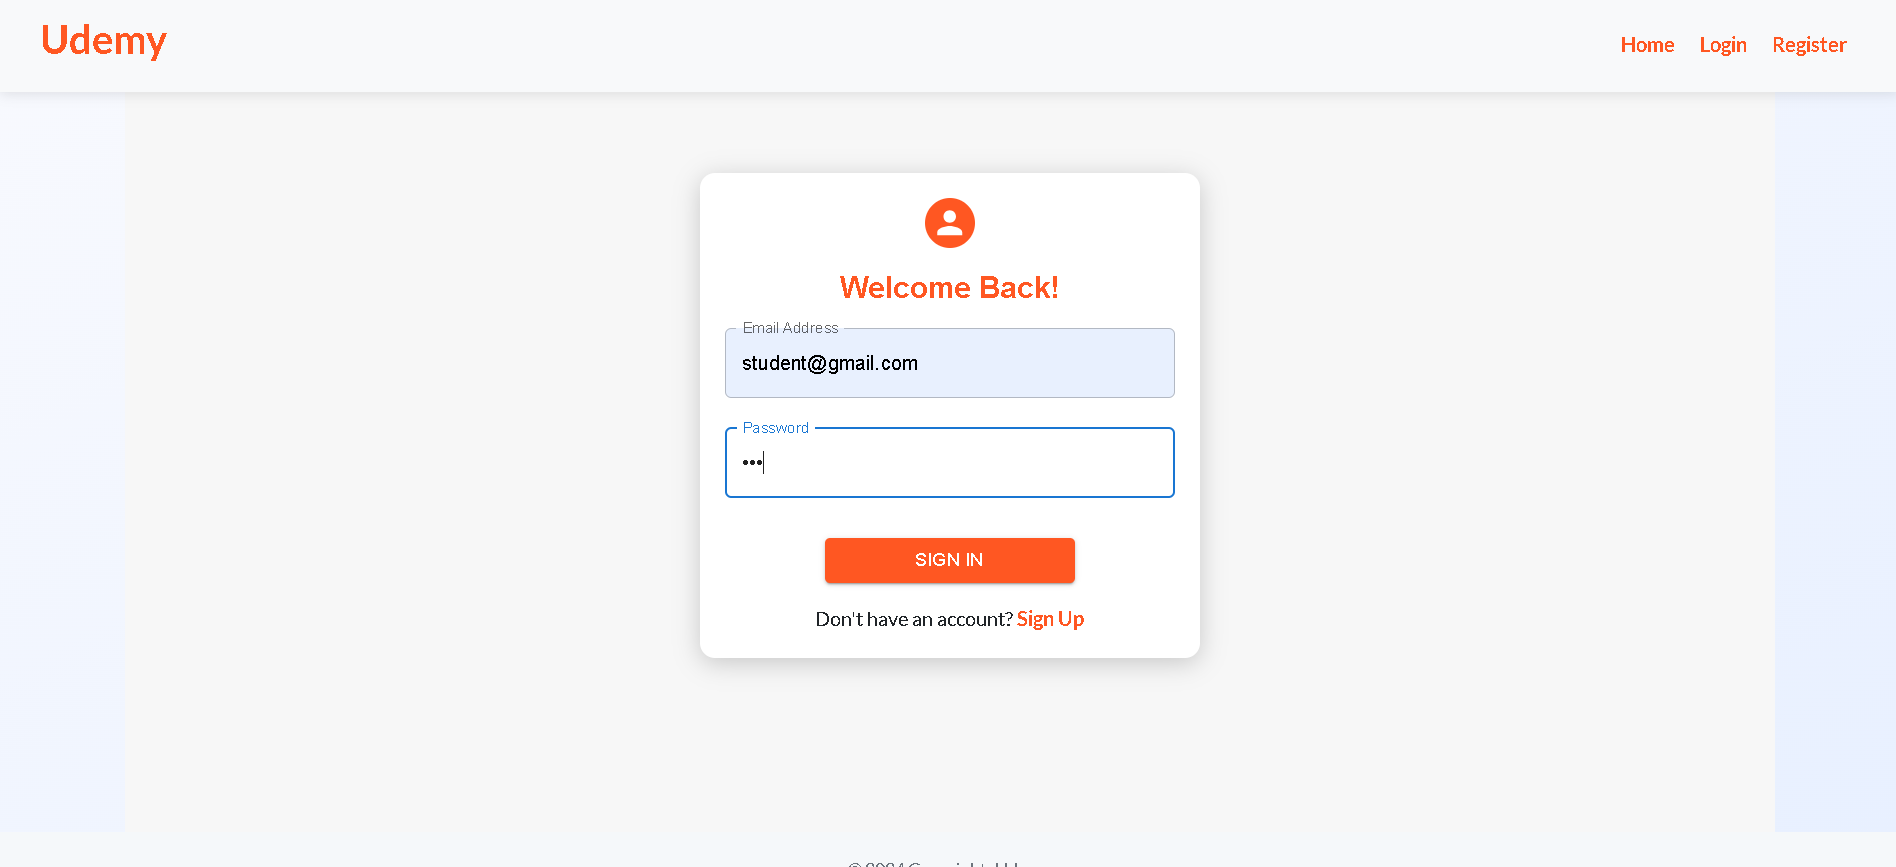 Udemy
Home Login Register
Welcome Back!
Email Address
student@gmail.com
Password
•••
SIGN IN
Don't have an account? Sign Up